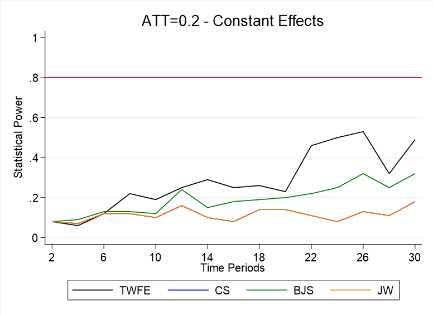 ATT=0.2 - Constant Effects
Statistical Power
1
.8
.6
.4
.2
0
2 6 10 14 18 22 26 30
Time Periods
TWFE CS BJS JW